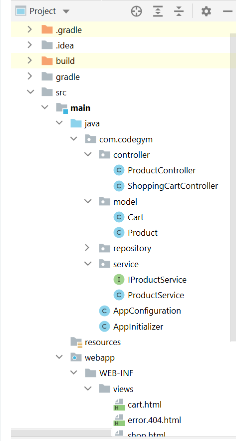 Project
.gradle
.idea
build
gradle
src
main
java
com.codegym
controller
ProductController
ShoppingCartController
model
Cart
Product
repository
service
IProductService
ProductService
AppConfiguration
AppInitializer
resources
webapp
WEB-INF
views
cart.html
error.404.html
shop.html